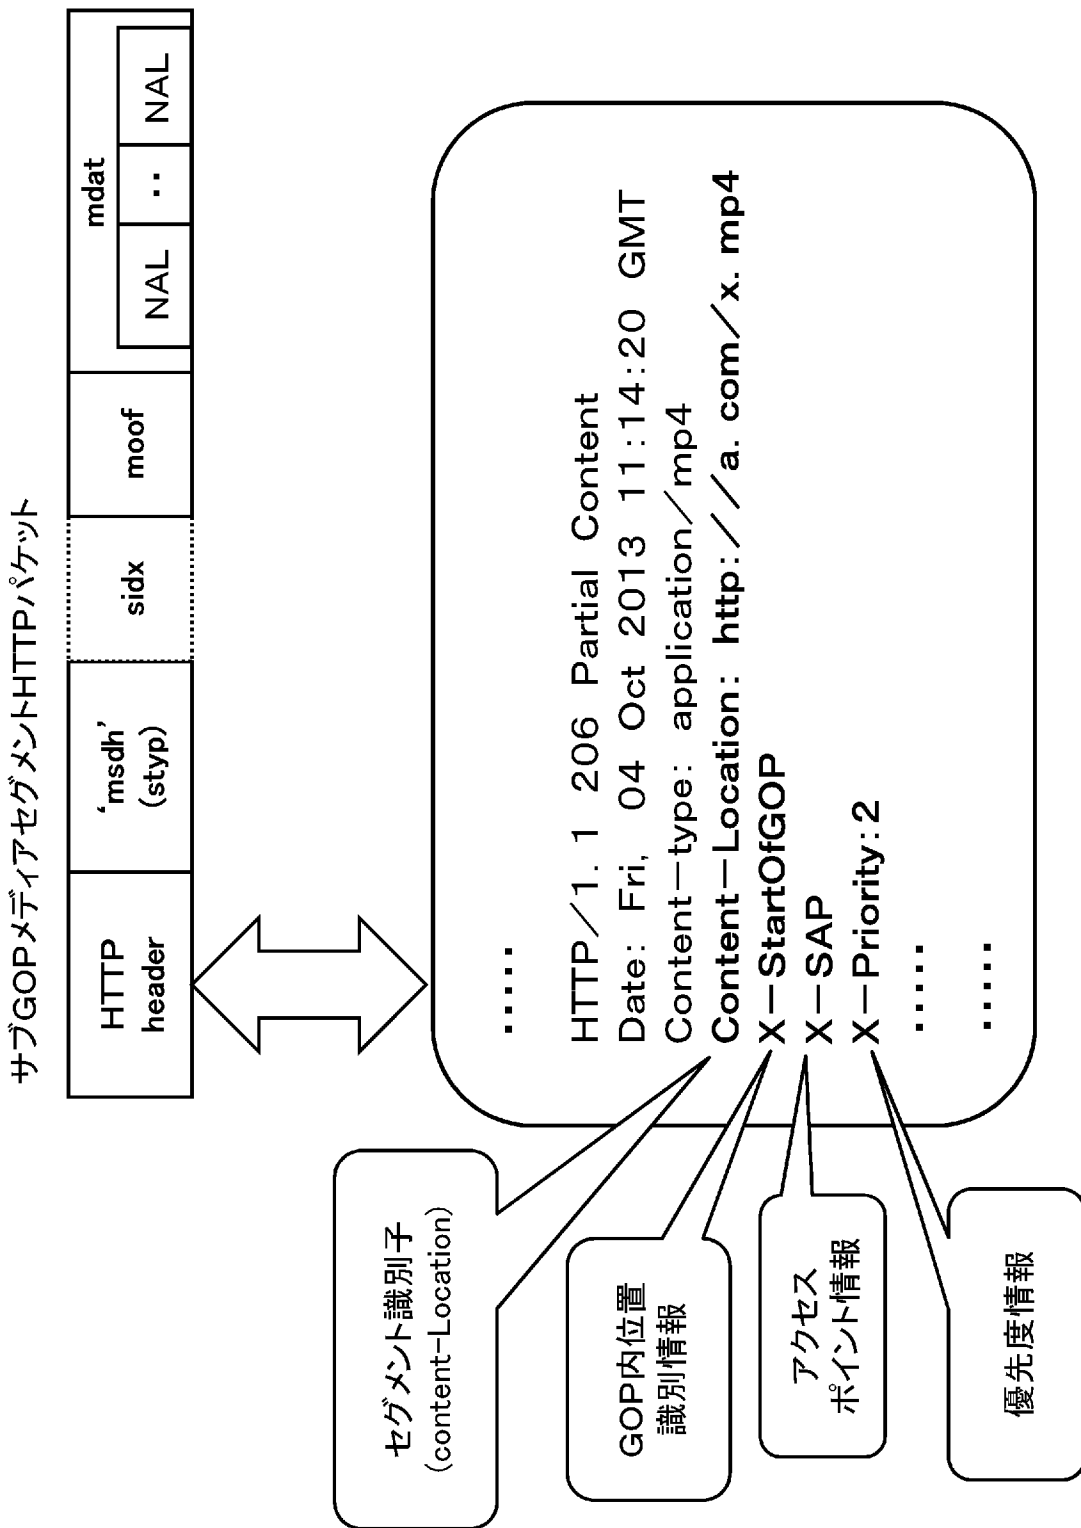 サブGOPメディアセグメントHTTPパケット
HTTP
header
‘msdh’
(styp)
sidx
moof
mdat
NAL
‥
NAL
‥‥‥
HTTP/1.1 206 Partial Content
Date: Fri, 04 Oct 2013 11:14:20 GMT
Content-type: application/mp4
Content-Location: http://a.com/x.mp4
X-StartOfGOP
X-SAP
X-Priority:2
‥‥‥
‥‥‥
セグメント識別子
(content-Location)
GOP内位置
識別情報
アクセス
ポイント情報
優先度情報